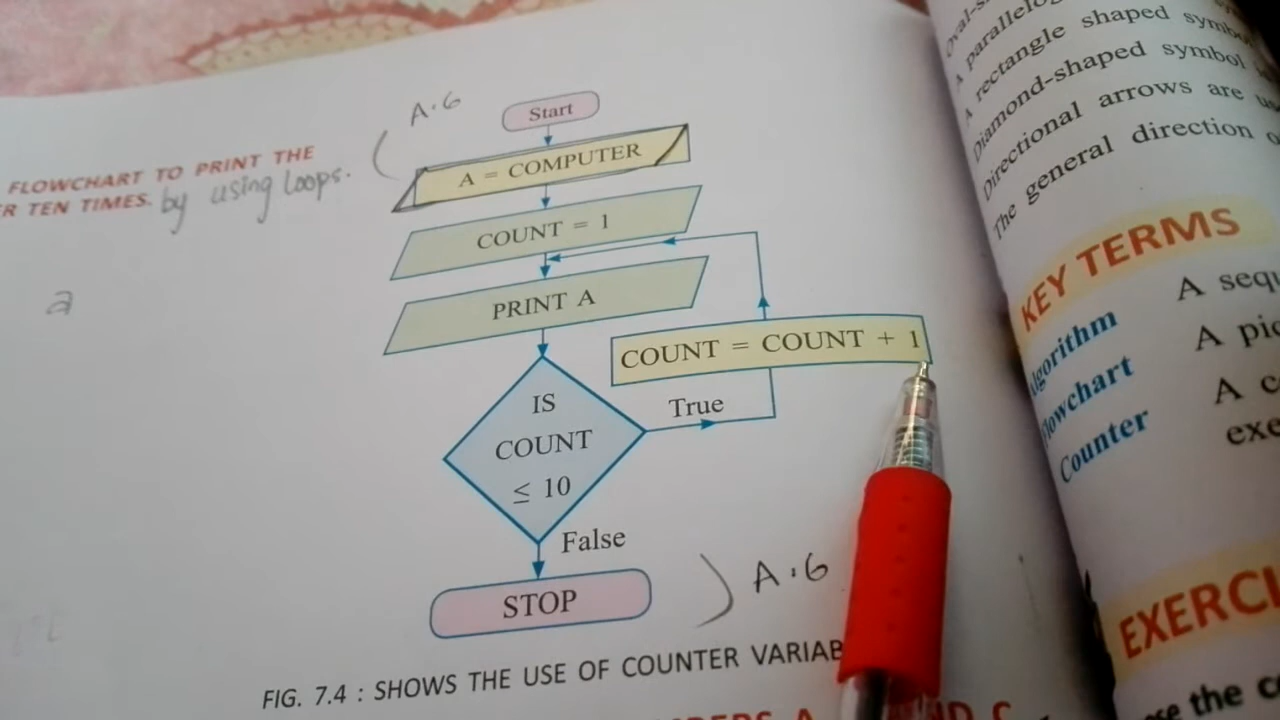 FLOWCHART TO PRINT THE
R TEN TIMES. by using loops.
a
A.6
Start
A = COMPUTER
COUNT = 1
PRINT A
COUNT = COUNT + 1
IS
COUNT
≤ 10
True
False
STOP
A.6
FIG. 7.4 : SHOWS THE USE OF COUNTER VARIAB
A parallelo
A rectangle shaped symbo
Diamond-shaped symbol
Directional arrows are
The general direction
KEY TERMS
Algorithm A sequ
Flowchart A pic
Counter A c
exe
EXERCI
the co